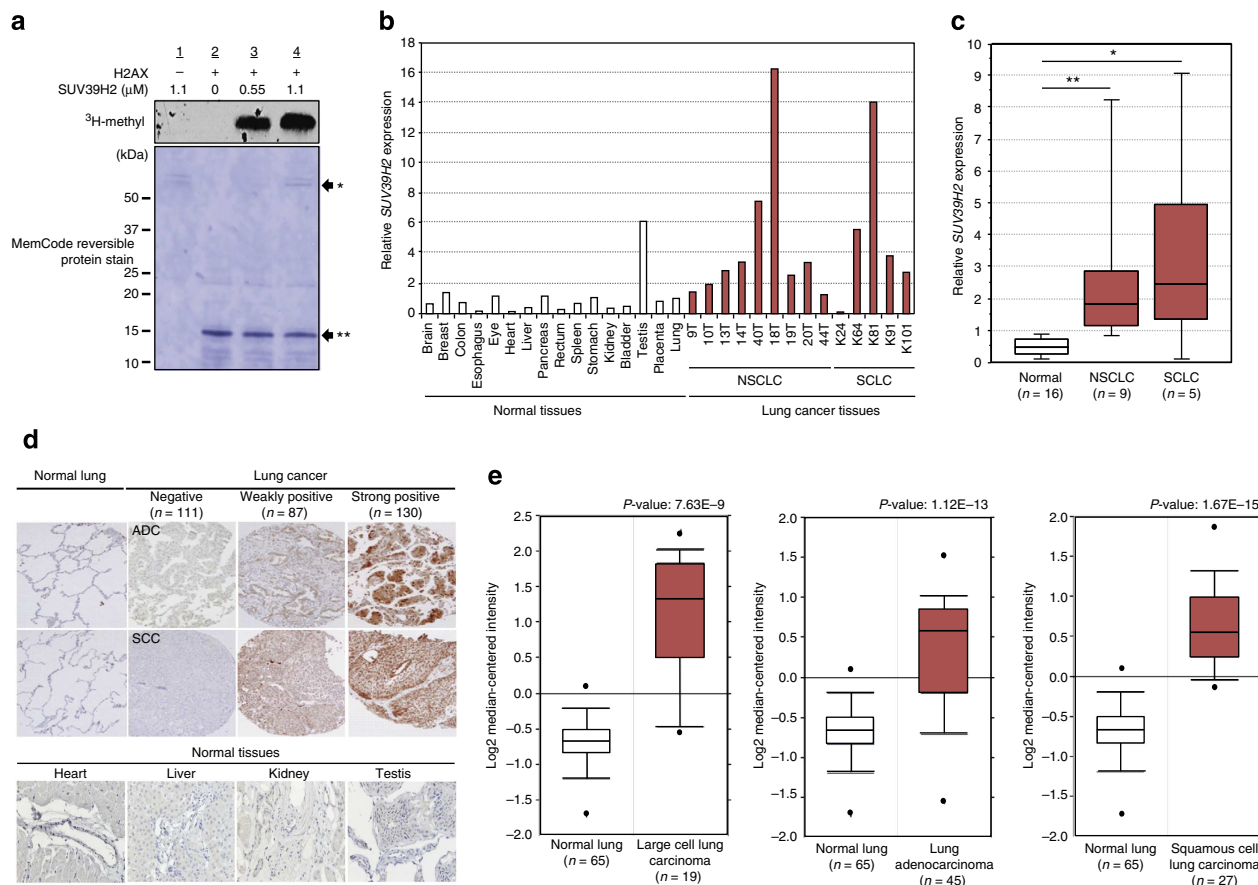 a
1 2 3 4
H2AX – + + +
SUV39H2 (μM) 1.1 0 0.55 1.1
³H-methyl
(kDa)
50
37
25
20
15
10
MemCode reversible
protein stain
*
**
b
Relative SUV39H2 expression
18
16
14
12
10
8
6
4
2
0
Brain
Breast
Colon
Esophagus
Eye
Heart
Liver
Pancreas
Rectum
Spleen
Stomach
Kidney
Bladder
Testis
Placenta
Lung
9T
10T
13T
14T
40T
18T
19T
20T
44T
K24
K64
K81
K91
K101
NSCLC
SCLC
Normal tissues
Lung cancer tissues
c
Relative SUV39H2 expression
10
9
8
7
6
5
4
3
2
1
0
*
**
Normal
(n = 16)
NSCLC
(n = 9)
SCLC
(n = 5)
d
Normal lung
Lung cancer
Negative
(n = 111)
Weakly positive
(n = 87)
Strong positive
(n = 130)
ADC
SCC
Normal tissues
Heart
Liver
Kidney
Testis
e
P-value: 7.63E–9
Log2 median-centered intensity
2.5
2.0
1.5
1.0
0.5
0.0
–0.5
–1.0
–1.5
–2.0
Normal lung
(n = 65)
Large cell lung
carcinoma
(n = 19)
P-value: 1.12E–13
Log2 median-centered intensity
2.0
1.5
1.0
0.5
0.0
–0.5
–1.0
–1.5
–2.0
Normal lung
(n = 65)
Lung
adenocarcinoma
(n = 45)
P-value: 1.67E–15
Log2 median-centered intensity
2.0
1.5
1.0
0.5
0.0
–0.5
–1.0
–1.5
–2.0
Normal lung
(n = 65)
Squamous cell
lung carcinoma
(n = 27)